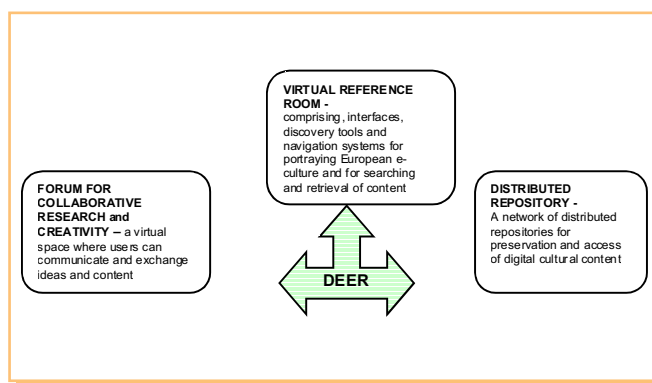 VIRTUAL REFERENCE
ROOM -
comprising, interfaces,
discovery tools and
navigation systems for
portraying European e-
culture and for searching
and retrieval of content
FORUM FOR
COLLABORATIVE
RESEARCH and
CREATIVITY – a virtual
space where users can
communicate and exchange
ideas and content
DISTRIBUTED
REPOSITORY -
A network of distributed
repositories for
preservation and access
of digital cultural content
DEER